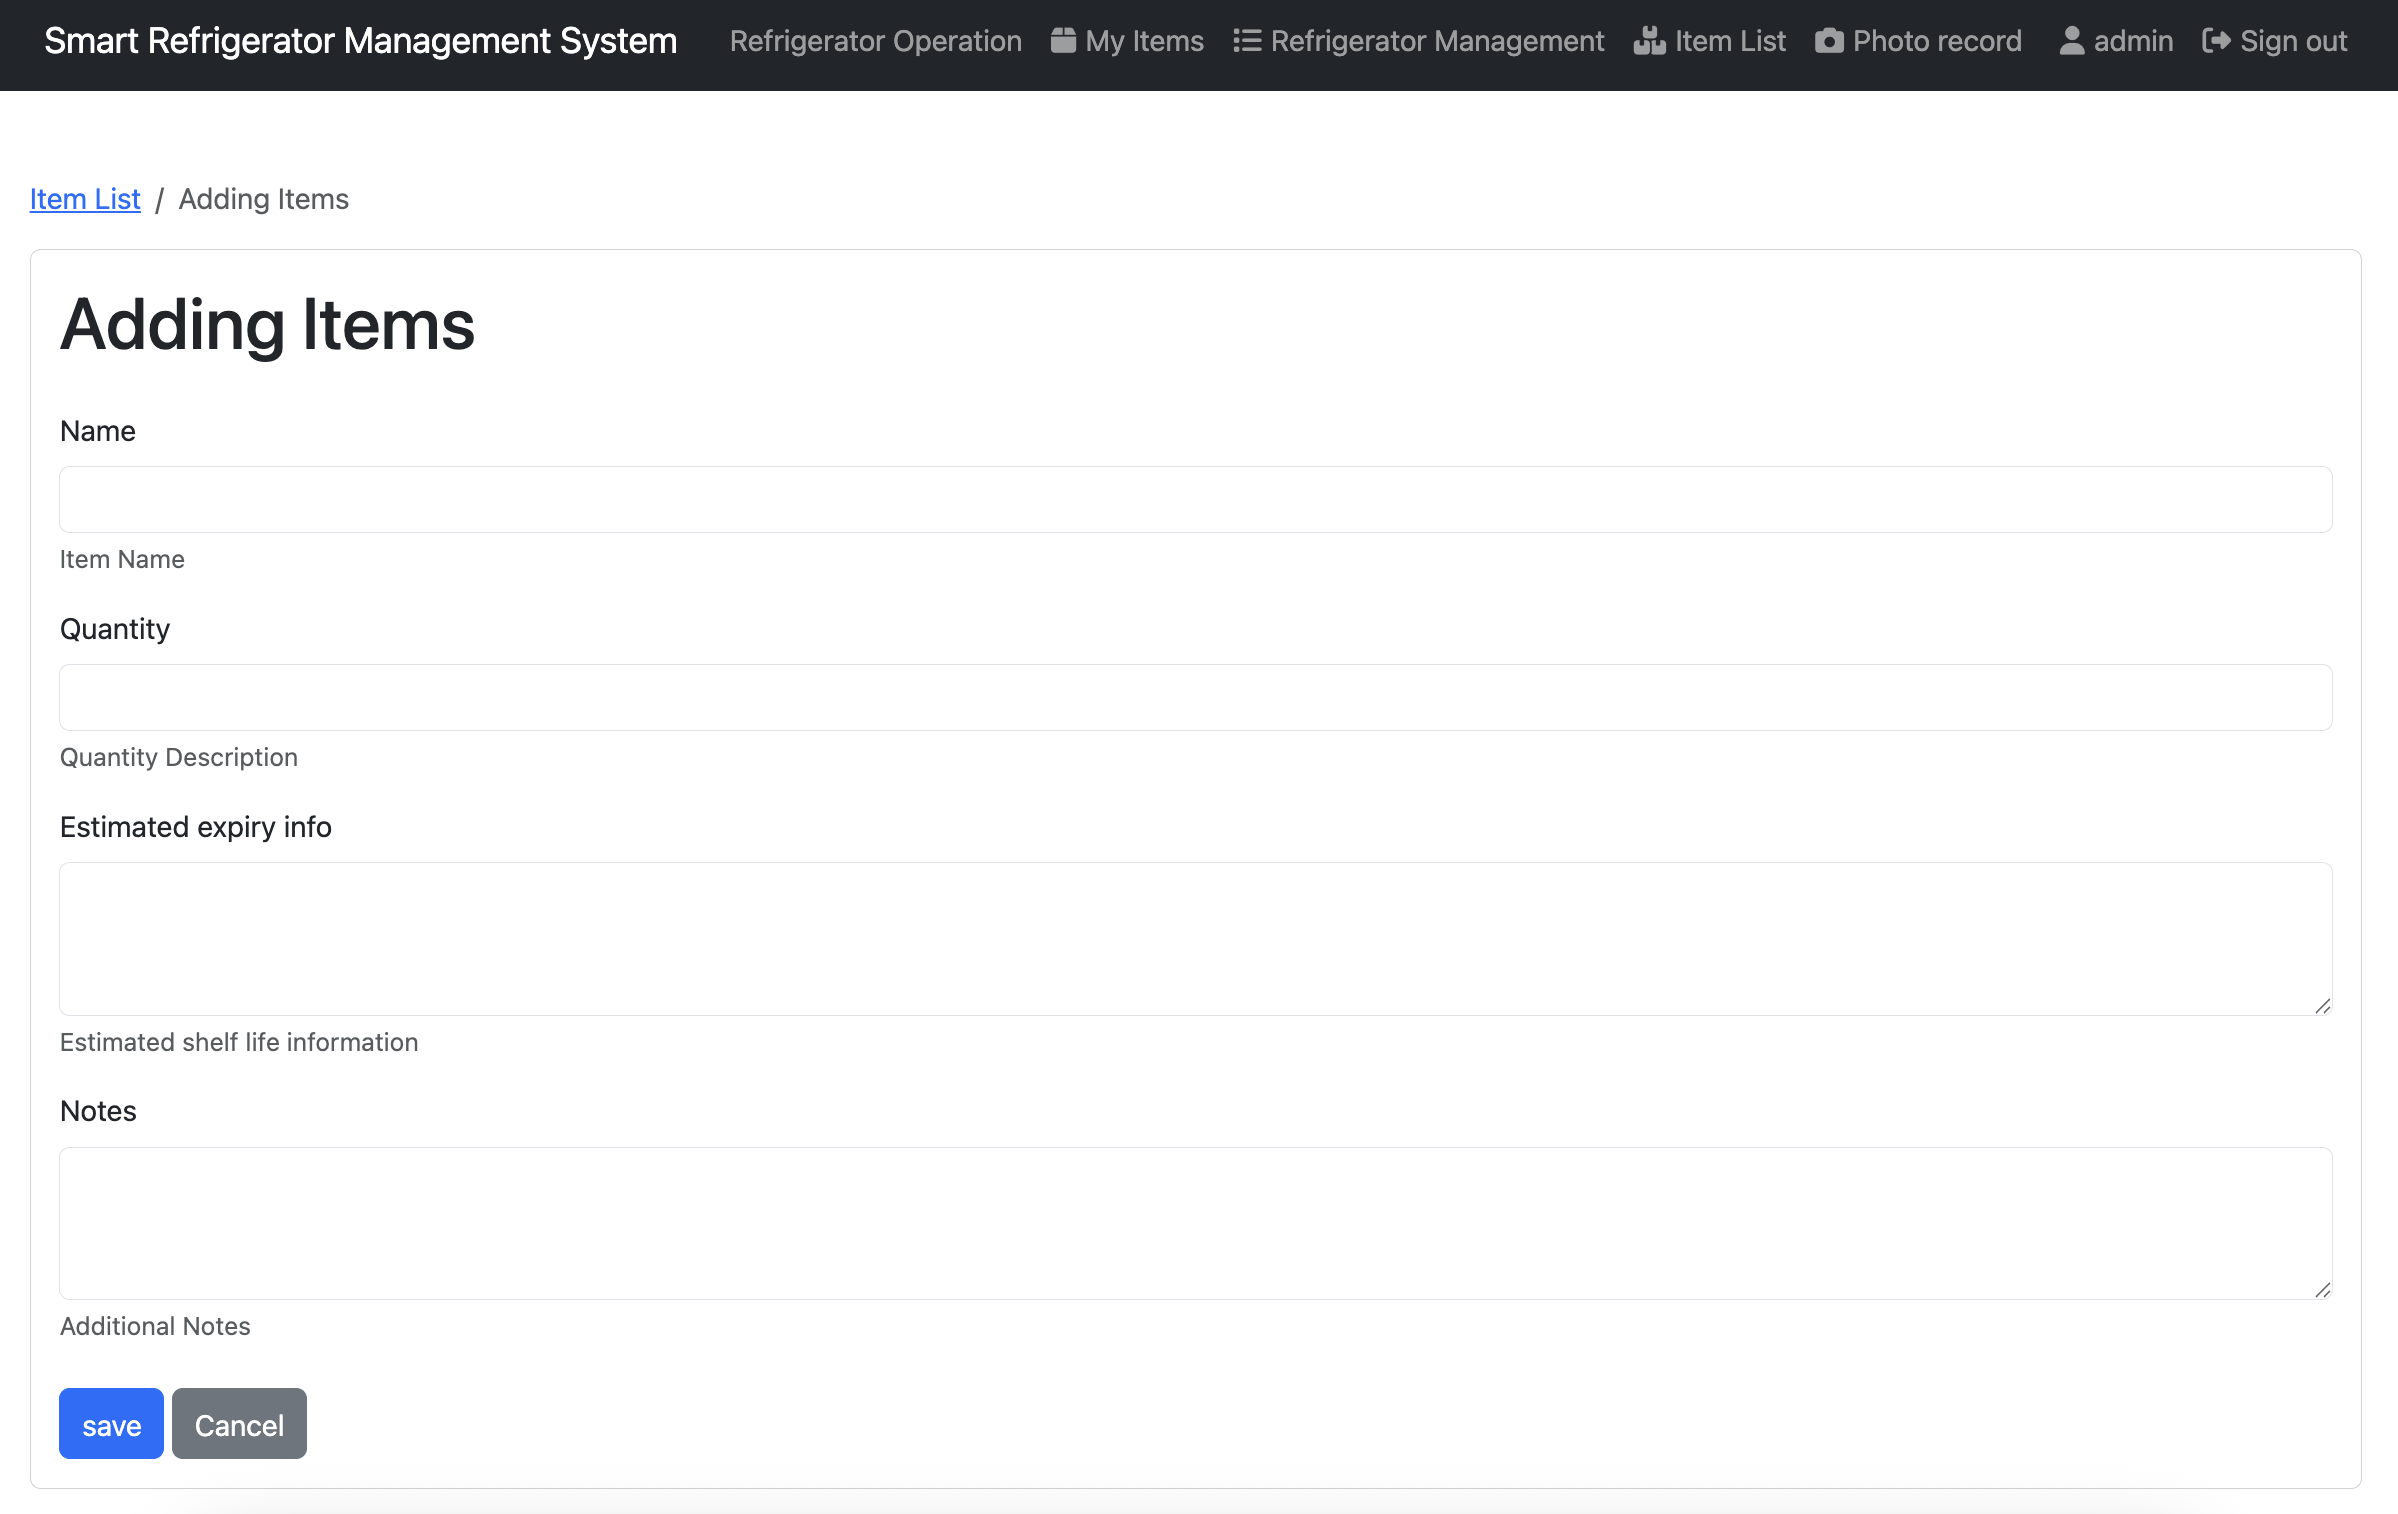 Smart Refrigerator Management System Refrigerator Operation My Items Refrigerator Management Item List Photo record admin Sign out
Item List / Adding Items
Adding Items
Name
Item Name
Quantity
Quantity Description
Estimated expiry info
Estimated shelf life information
Notes
Additional Notes
save Cancel